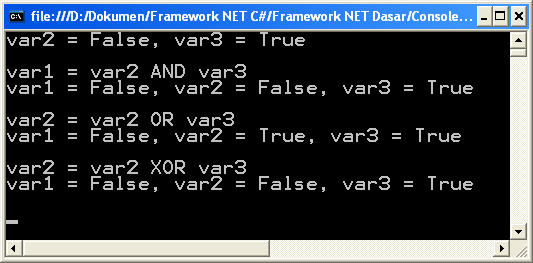 file:///D:/Dokumen/Framework NET C#/Framework NET Dasar/Console...
var2 = False, var3 = True
var1 = var2 AND var3
var1 = False, var2 = False, var3 = True
var2 = var2 OR var3
var1 = False, var2 = True, var3 = True
var2 = var2 XOR var3
var1 = False, var2 = False, var3 = True